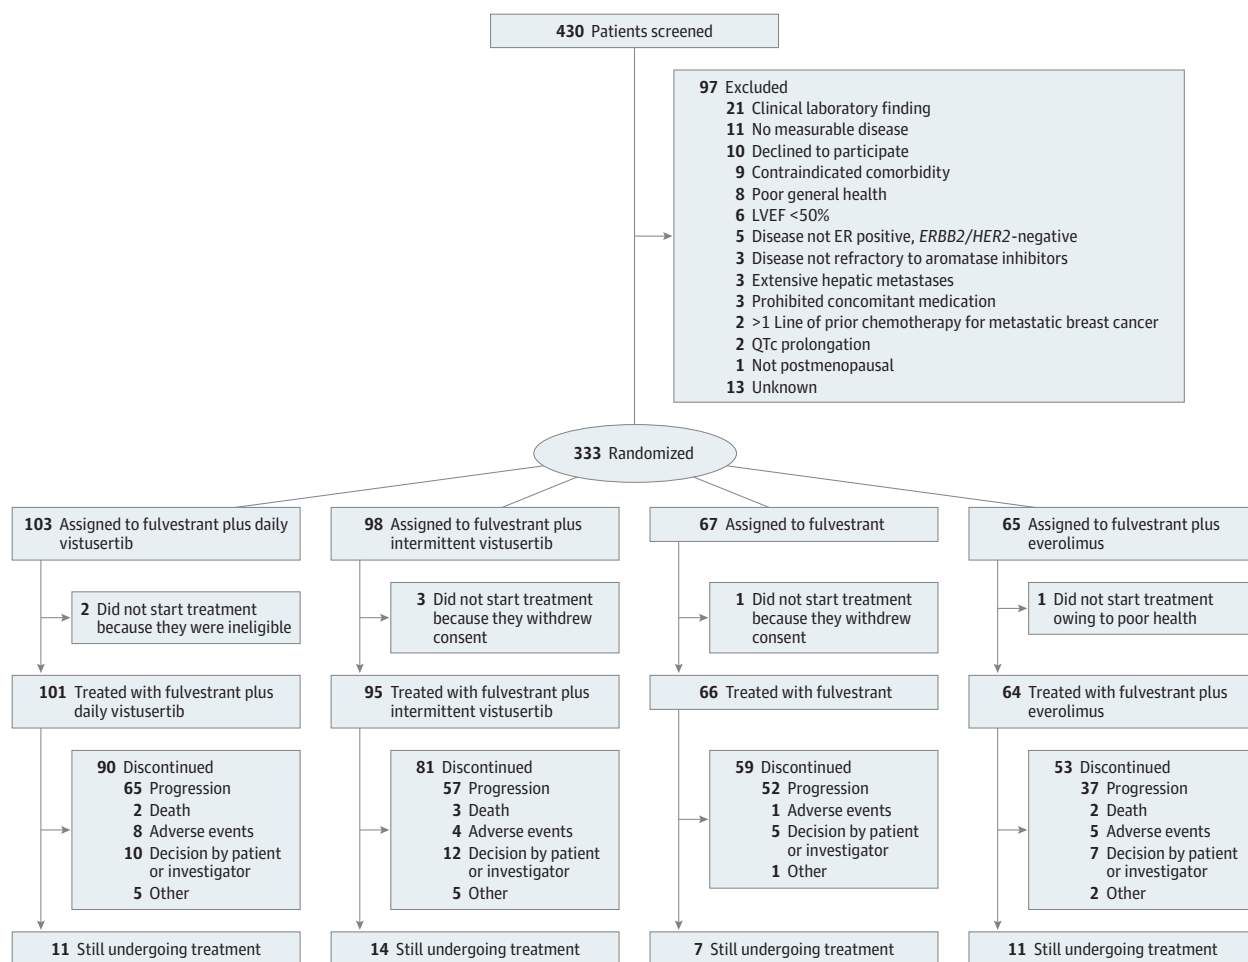 430 Patients screened
97 Excluded
21 Clinical laboratory finding
11 No measurable disease
10 Declined to participate
9 Contraindicated comorbidity
8 Poor general health
6 LVEF <50%
5 Disease not ER positive, ERBB2/HER2-negative
3 Disease not refractory to aromatase inhibitors
3 Extensive hepatic metastases
3 Prohibited concomitant medication
2 >1 Line of prior chemotherapy for metastatic breast cancer
2 QTc prolongation
1 Not postmenopausal
13 Unknown
333 Randomized
103 Assigned to fulvestrant plus daily
vistusertib
98 Assigned to fulvestrant plus
intermittent vistusertib
67 Assigned to fulvestrant
65 Assigned to fulvestrant plus
everolimus
2 Did not start treatment
because they were ineligible
3 Did not start treatment
because they withdrew
consent
1 Did not start treatment
because they withdrew
consent
1 Did not start treatment
owing to poor health
101 Treated with fulvestrant plus
daily vistusertib
95 Treated with fulvestrant plus
intermittent vistusertib
66 Treated with fulvestrant
64 Treated with fulvestrant plus
everolimus
90 Discontinued
65 Progression
2 Death
8 Adverse events
10 Decision by patient
or investigator
5 Other
81 Discontinued
57 Progression
3 Death
4 Adverse events
12 Decision by patient
or investigator
5 Other
59 Discontinued
52 Progression
1 Adverse events
5 Decision by patient
or investigator
1 Other
53 Discontinued
37 Progression
2 Death
5 Adverse events
7 Decision by patient
or investigator
2 Other
11 Still undergoing treatment
14 Still undergoing treatment
7 Still undergoing treatment
11 Still undergoing treatment